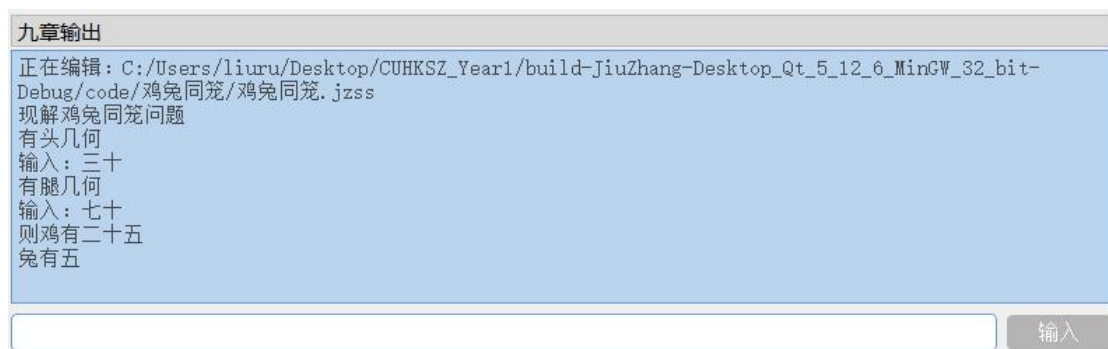 九章输出
正在编辑：C:/Users/liuru/Desktop/CUHKSZ_Year1/build-JiuZhang-Desktop_Qt_5_12_6_MinGW_32_bit-
Debug/code/鸡兔同笼/鸡兔同笼.jzss
现解鸡兔同笼问题
有头几何
输入：三十
有腿几何
输入：七十
则鸡有二十五
兔有五
输入